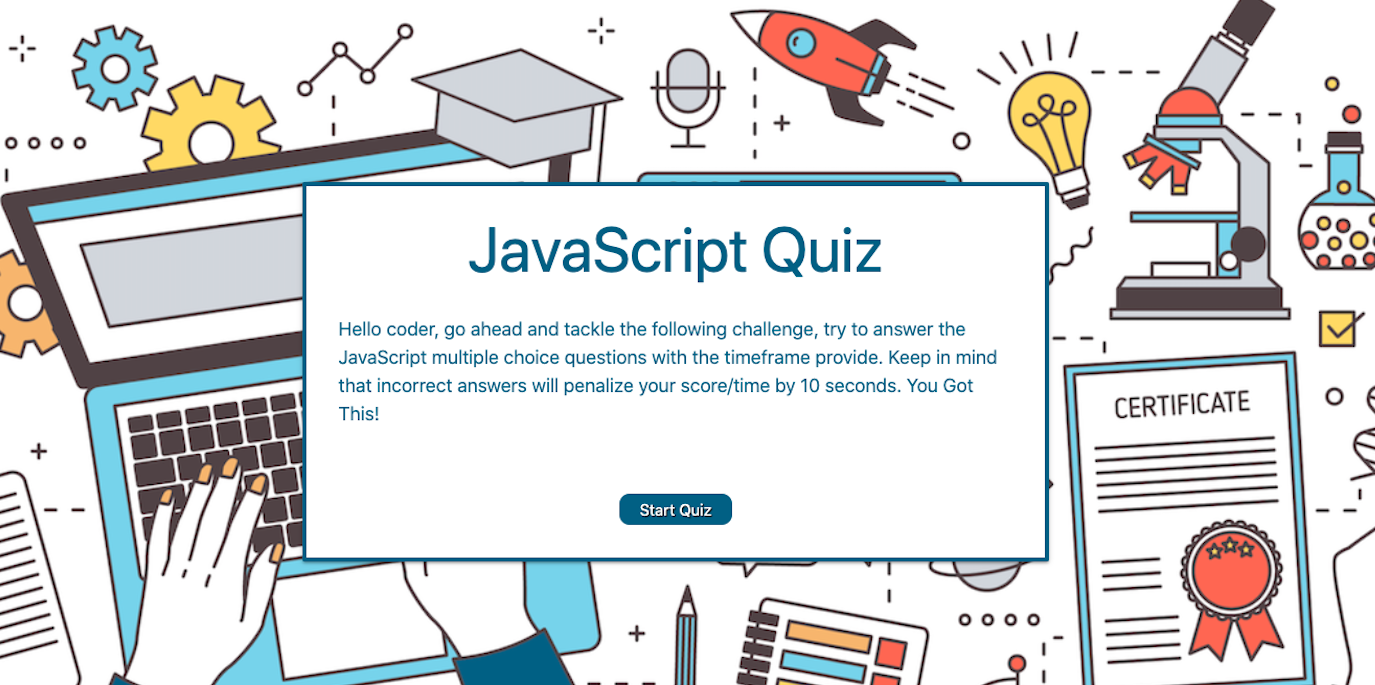 JavaScript Quiz
Hello coder, go ahead and tackle the following challenge, try to answer the
JavaScript multiple choice questions with the timeframe provide. Keep in mind
that incorrect answers will penalize your score/time by 10 seconds. You Got
This!
CERTIFICATE
Start Quiz